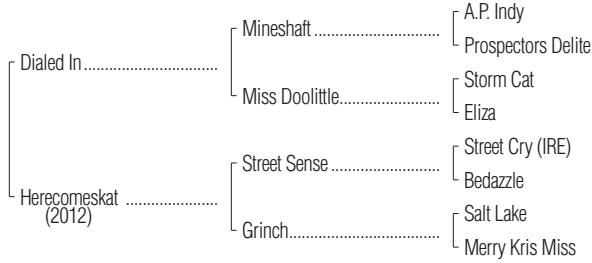 A.P. Indy
Mineshaft
Prospectors Delite
Dialed In
Storm Cat
Miss Doolittle
Eliza
Street Cry (IRE)
Street Sense
Bedazzle
Herecomeskat
(2012)
Salt Lake
Grinch
Merry Kris Miss